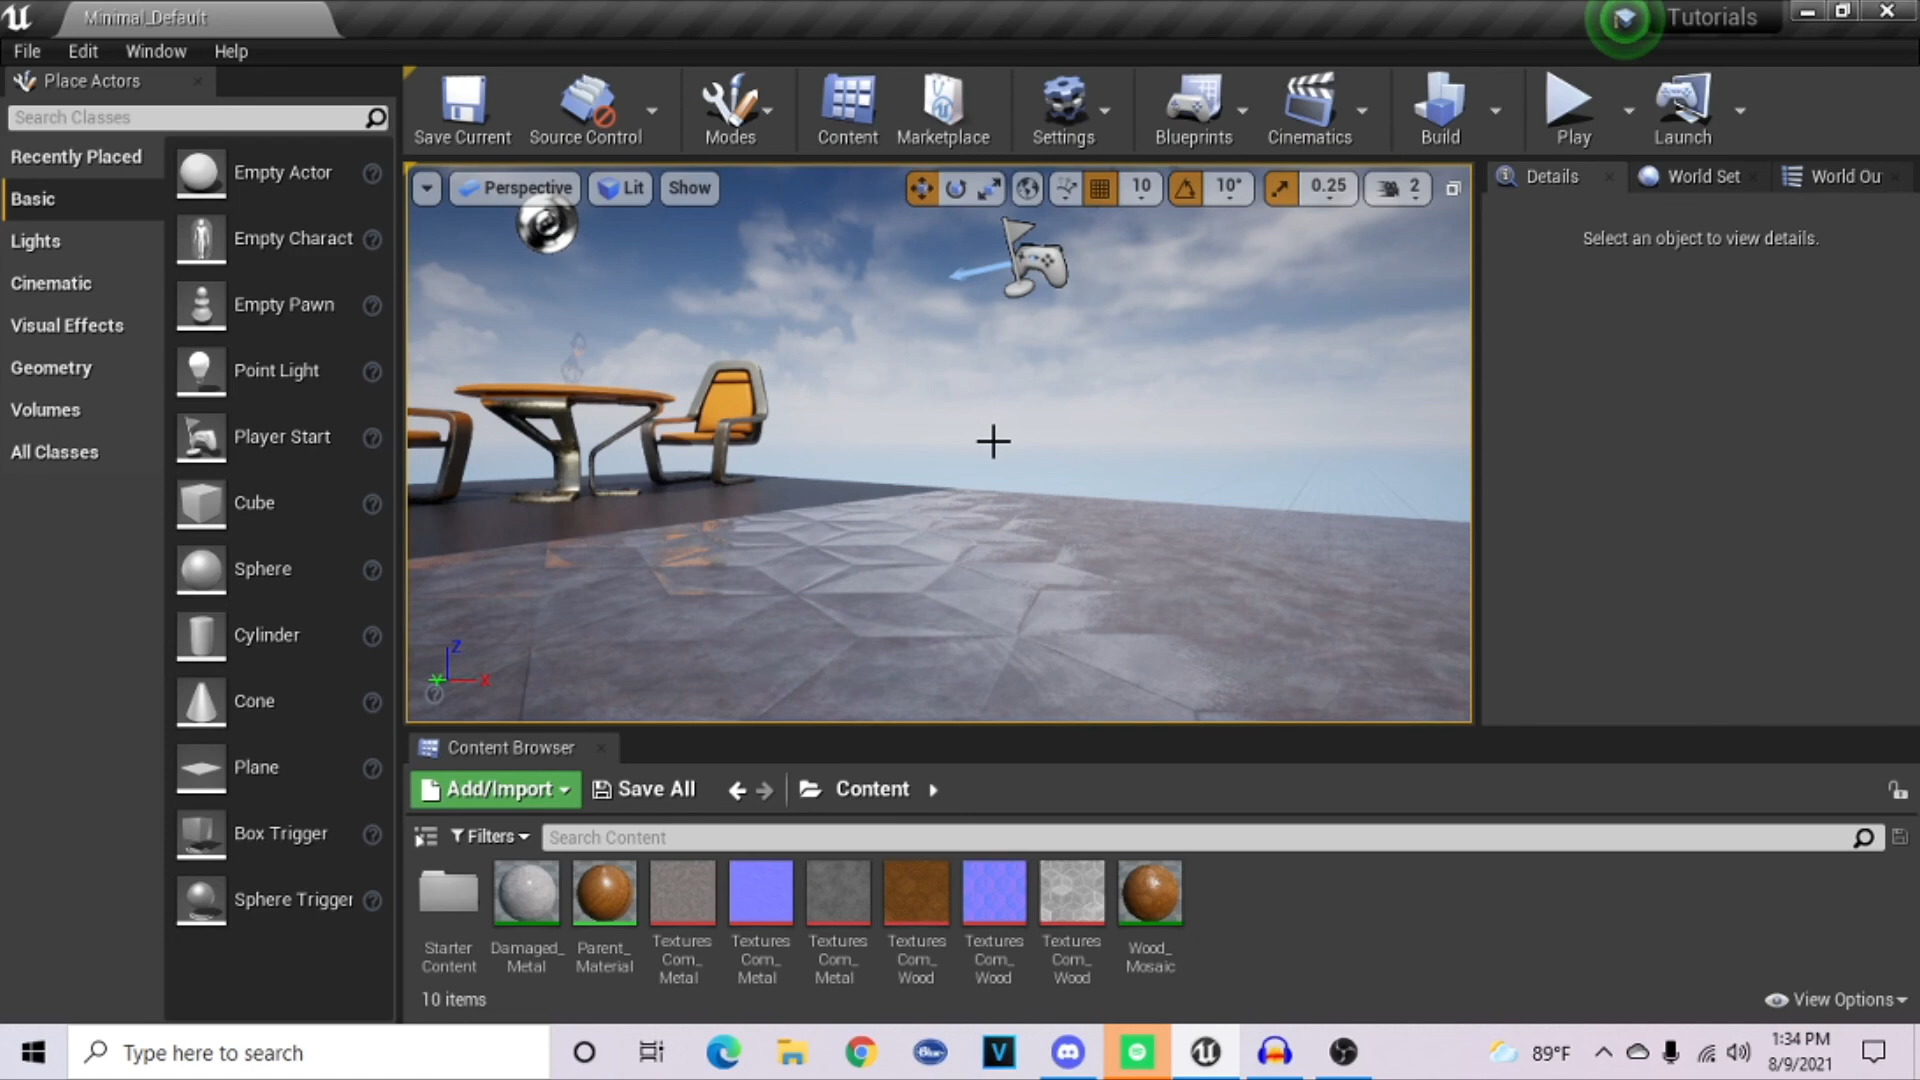 Minimal_Default
Tutorials
File Edit Window Help
Place Actors
Search Classes
Recently Placed
Basic
Lights
Cinematic
Visual Effects
Geometry
Volumes
All Classes
Empty Actor
Empty Charact
Empty Pawn
Point Light
Player Start
Cube
Sphere
Cylinder
Cone
Plane
Box Trigger
Sphere Trigger
Save Current Source Control Modes Content Marketplace Settings Blueprints Cinematics Build Play Launch
Perspective Lit Show 10 10° 0.25 2
Z
Y X
Details World Set World Ou
Select an object to view details.
Content Browser
Add/Import Save All Content
Filters Search Content
Starter
Content
Damaged_
Metal
Parent_
Material
Textures
Com_
Metal
Textures
Com_
Metal
Textures
Com_
Metal
Textures
Com_
Wood
Textures
Com_
Wood
Textures
Com_
Wood
Wood_
Mosaic
10 items
View Options
Type here to search
Blue
V
89°F
1:34 PM
8/9/2021